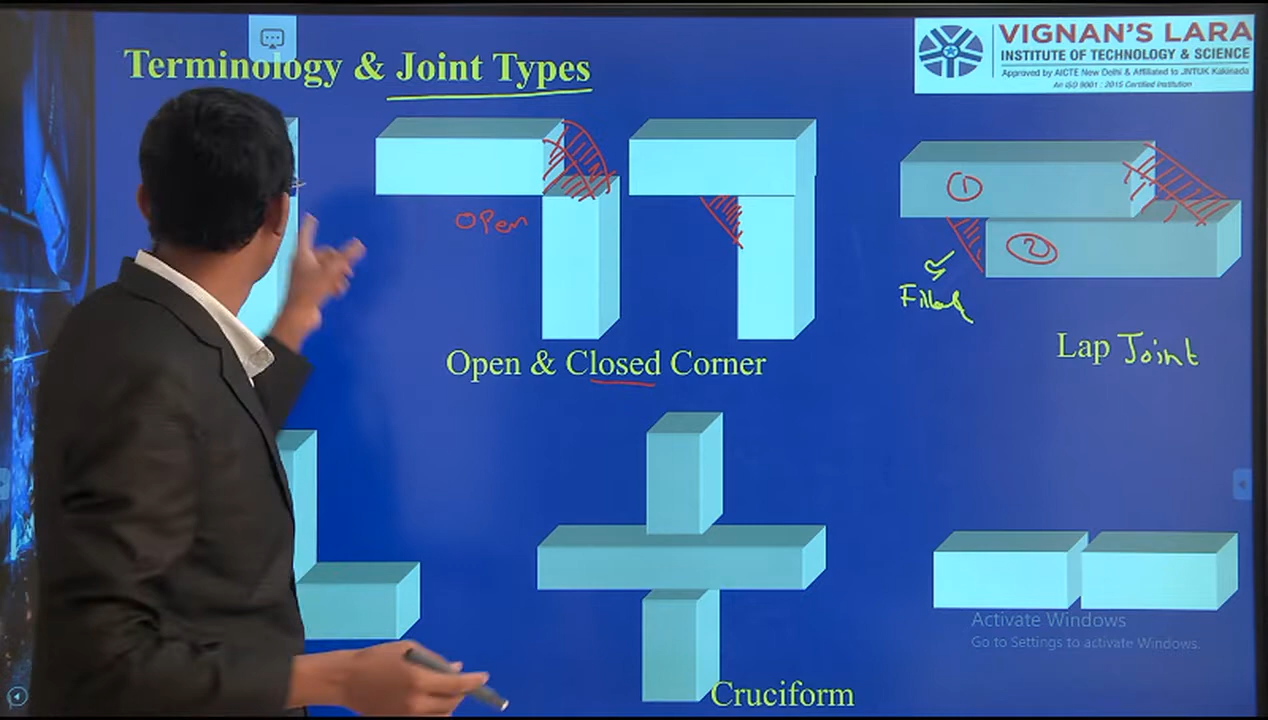 Terminology & Joint Types
VIGNAN'S LARA
INSTITUTE OF TECHNOLOGY & SCIENCE
Approved by AICTE New Delhi & Affiliated to JNTUK Kakinada
An ISO 9001 : 2015 Certified Institution
Open
1
2
Lap Joint
Open & Closed Corner
Activate Windows
Go to Settings to activate Windows.
Cruciform